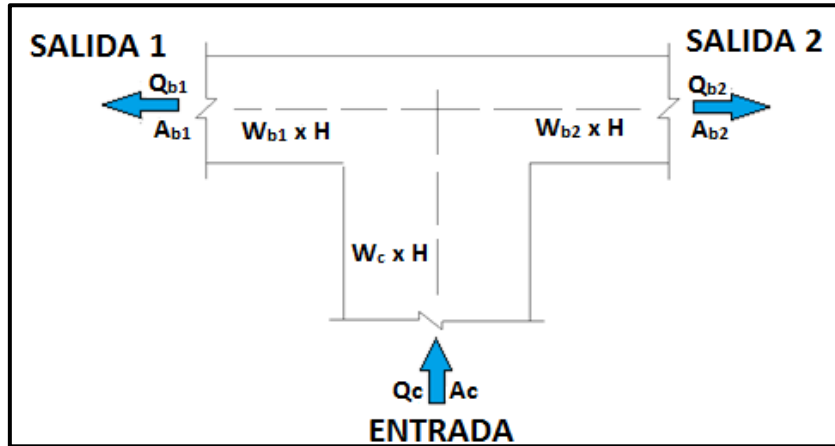 SALIDA 1
SALIDA 2
Qb1
Qb2
Ab1
Wb1 x H
Wb2 x H
Ab2
Wc x H
Qc Ac
ENTRADA